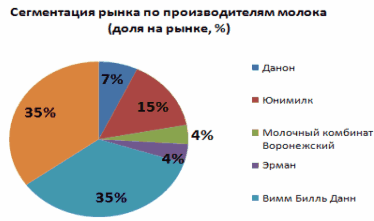 Сегментация рынка по производителям молока
(доля на рынке, %)
7%
15%
4%
4%
35%
35%
Данон
Юнимилк
Молочный комбинат
Воронежский
Эрман
Вимм Билль Данн